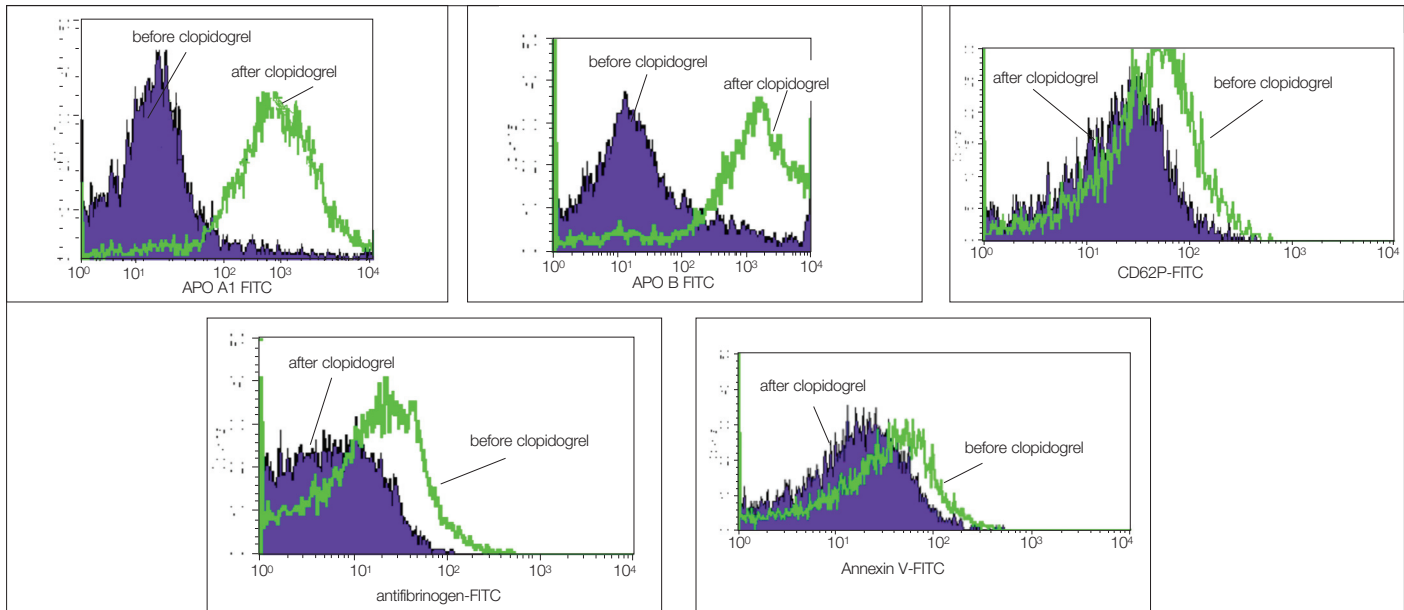 before clopidogrel
after clopidogrel
10⁰ 10¹ 10² 10³ 10⁴
APO A1 FITC
before clopidogrel
after clopidogrel
10⁰ 10¹ 10² 10³ 10⁴
APO B FITC
after clopidogrel
before clopidogrel
10⁰ 10¹ 10² 10³ 10⁴
CD62P-FITC
after clopidogrel
before clopidogrel
10⁰ 10¹ 10² 10³ 10⁴
antifibrinogen-FITC
after clopidogrel
before clopidogrel
10⁰ 10¹ 10² 10³ 10⁴
Annexin V-FITC